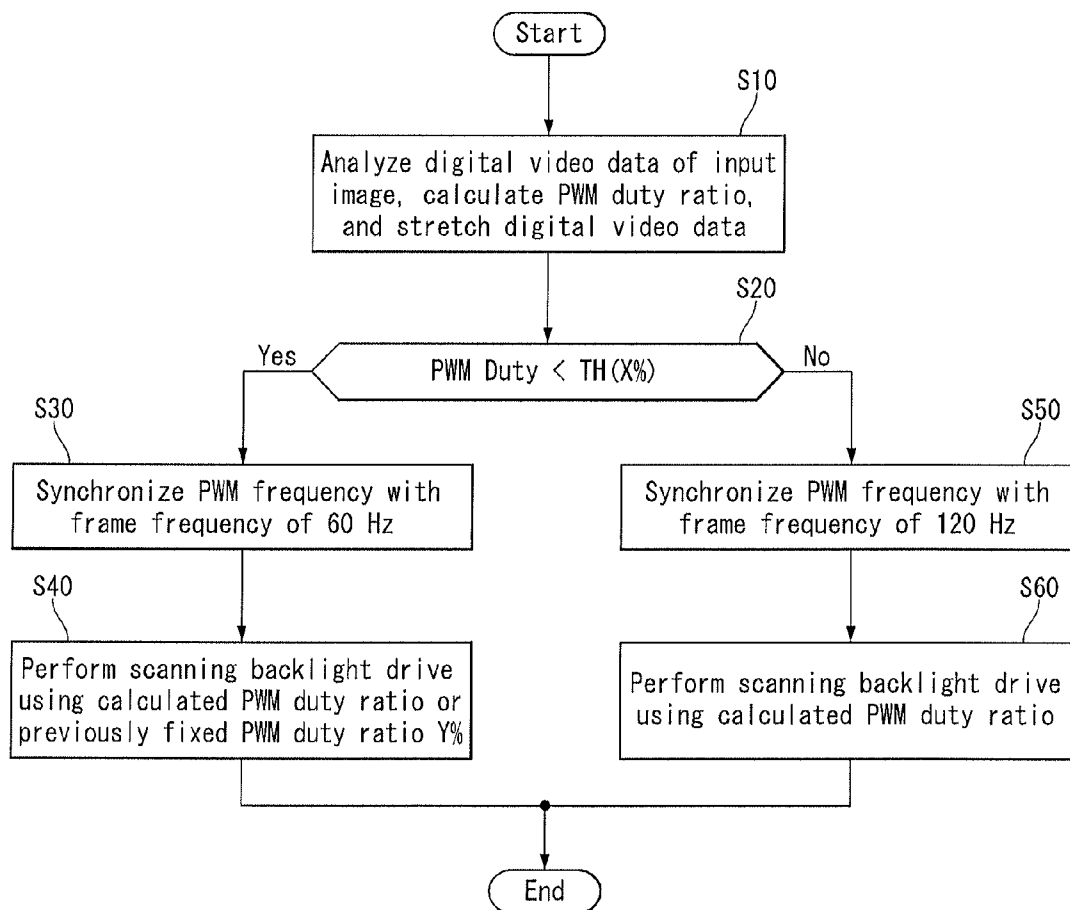 Start
S10
Analyze digital video data of input
image, calculate PWM duty ratio,
and stretch digital video data
S20
Yes
PWM Duty < TH(X%)
No
S30
Synchronize PWM frequency with
frame frequency of 60 Hz
S50
Synchronize PWM frequency with
frame frequency of 120 Hz
S40
Perform scanning backlight drive
using calculated PWM duty ratio or
previously fixed PWM duty ratio Y%
S60
Perform scanning backlight drive
using calculated PWM duty ratio
End